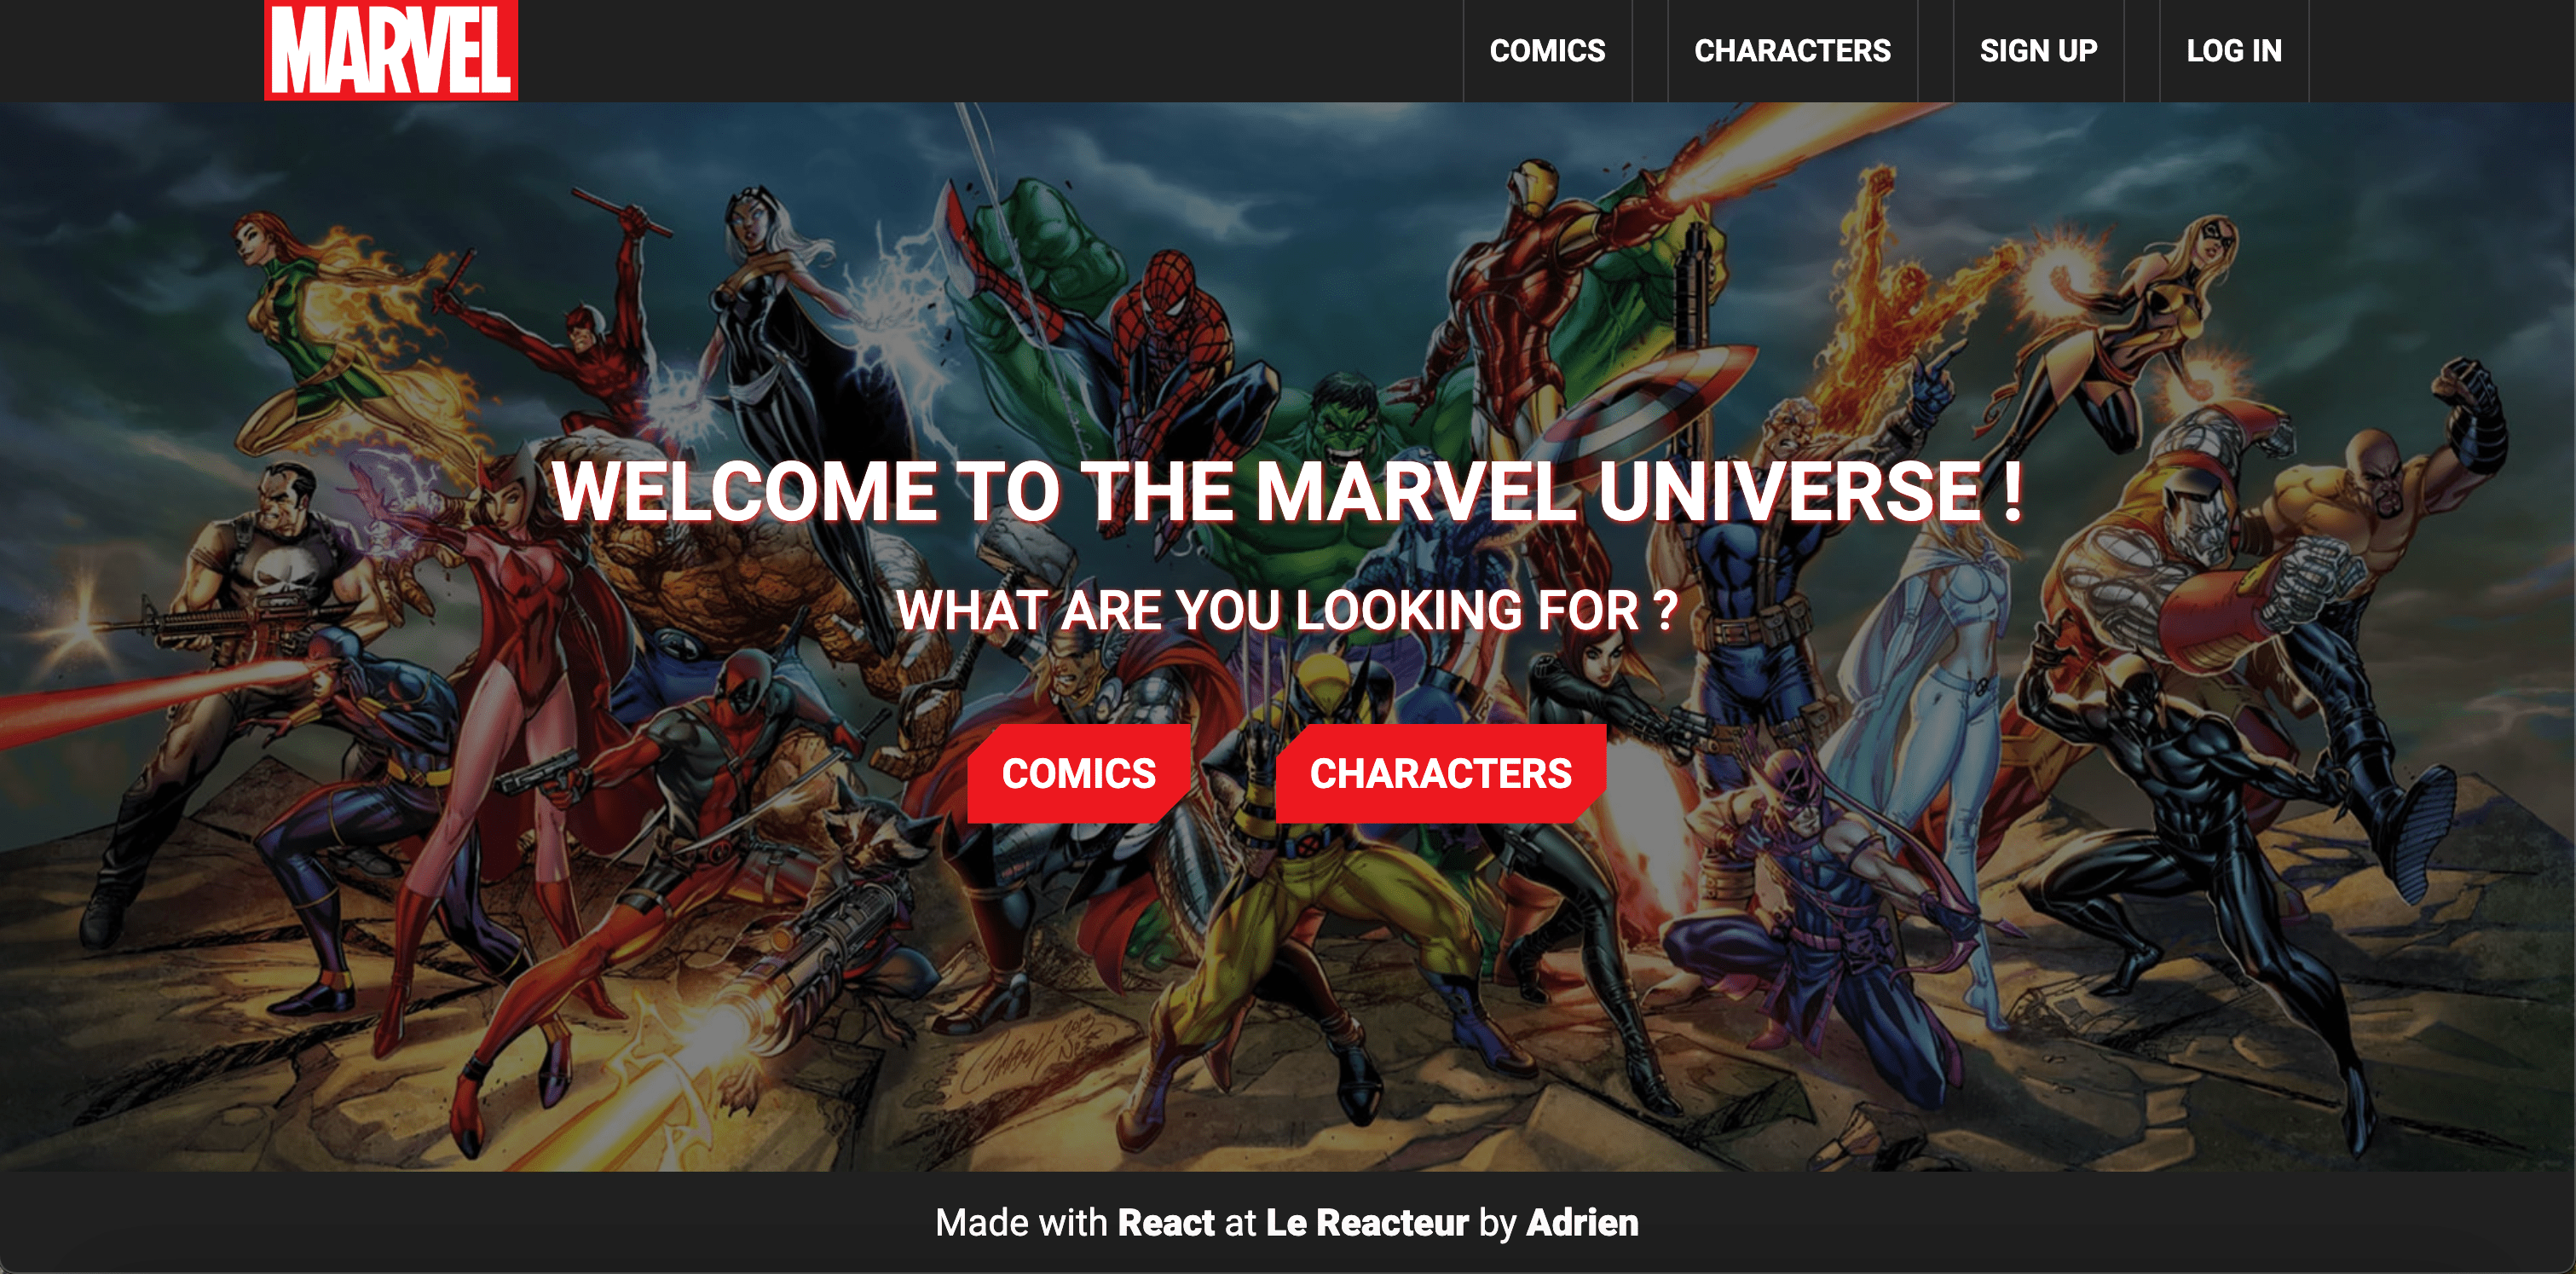 MARVEL
COMICS
CHARACTERS
SIGN UP
LOG IN
WELCOME TO THE MARVEL UNIVERSE !
WHAT ARE YOU LOOKING FOR ?
COMICS
CHARACTERS
Made with React at Le Reacteur by Adrien